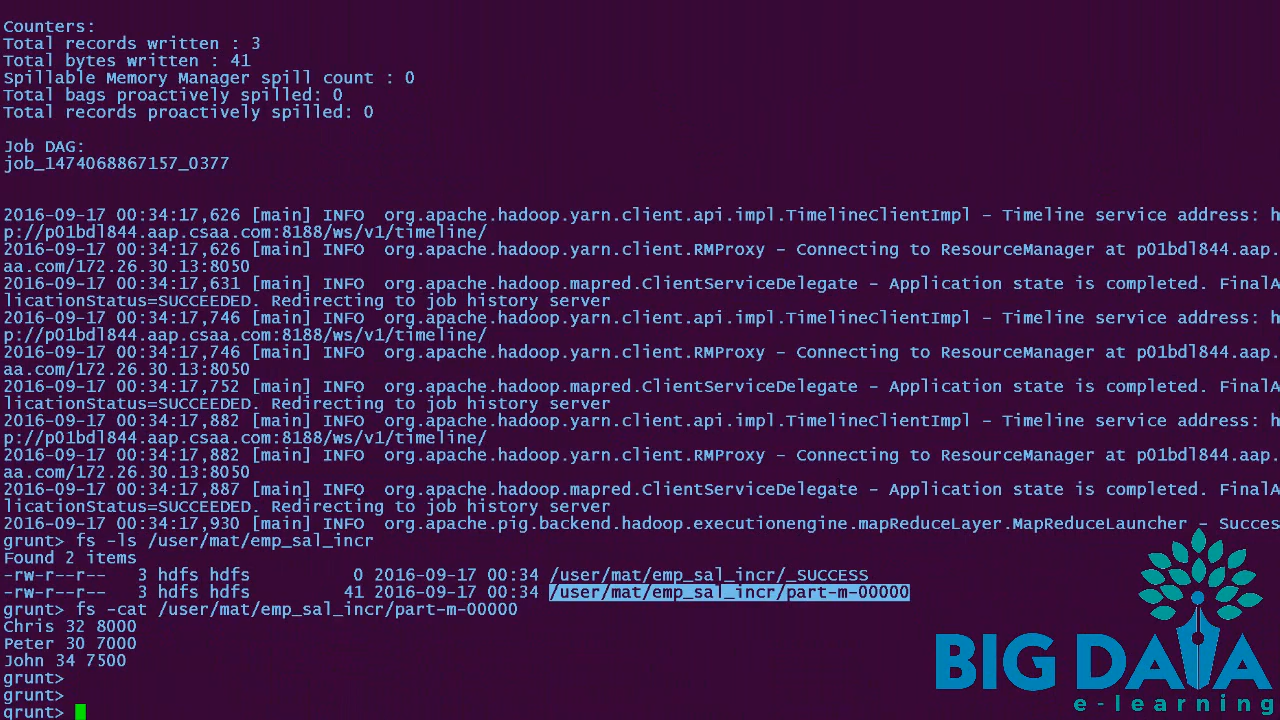 Counters:
Total records written : 3
Total bytes written : 41
Spillable Memory Manager spill count : 0
Total bags proactively spilled: 0
Total records proactively spilled: 0
Job DAG:
job_1474068867157_0377
2016-09-17 00:34:17,626 [main] INFO  org.apache.hadoop.yarn.client.api.impl.TimelineClientImpl - Timeline service address: h
p://p01bdl844.aap.csaa.com:8188/ws/v1/timeline/
2016-09-17 00:34:17,626 [main] INFO  org.apache.hadoop.yarn.client.RMProxy - Connecting to ResourceManager at p01bdl844.aap.
aa.com/172.26.30.13:8050
2016-09-17 00:34:17,631 [main] INFO  org.apache.hadoop.mapred.ClientServiceDelegate - Application state is completed. FinalA
licationStatus=SUCCEEDED. Redirecting to job history server
2016-09-17 00:34:17,746 [main] INFO  org.apache.hadoop.yarn.client.api.impl.TimelineClientImpl - Timeline service address: h
p://p01bdl844.aap.csaa.com:8188/ws/v1/timeline/
2016-09-17 00:34:17,746 [main] INFO  org.apache.hadoop.yarn.client.RMProxy - Connecting to ResourceManager at p01bdl844.aap.
aa.com/172.26.30.13:8050
2016-09-17 00:34:17,752 [main] INFO  org.apache.hadoop.mapred.ClientServiceDelegate - Application state is completed. FinalA
licationStatus=SUCCEEDED. Redirecting to job history server
2016-09-17 00:34:17,882 [main] INFO  org.apache.hadoop.yarn.client.api.impl.TimelineClientImpl - Timeline service address: h
p://p01bdl844.aap.csaa.com:8188/ws/v1/timeline/
2016-09-17 00:34:17,882 [main] INFO  org.apache.hadoop.yarn.client.RMProxy - Connecting to ResourceManager at p01bdl844.aap.
aa.com/172.26.30.13:8050
2016-09-17 00:34:17,887 [main] INFO  org.apache.hadoop.mapred.ClientServiceDelegate - Application state is completed. FinalA
licationStatus=SUCCEEDED. Redirecting to job history server
2016-09-17 00:34:17,930 [main] INFO  org.apache.pig.backend.hadoop.executionengine.mapReduceLayer.MapReduceLauncher - Succes
grunt> fs -ls /user/mat/emp_sal_incr
Found 2 items
-rw-r--r--   3 hdfs hdfs          0 2016-09-17 00:34 /user/mat/emp_sal_incr/_SUCCESS
-rw-r--r--   3 hdfs hdfs         41 2016-09-17 00:34 /user/mat/emp_sal_incr/part-m-00000
grunt> fs -cat /user/mat/emp_sal_incr/part-m-00000
Chris 32 8000
Peter 30 7000
John 34 7500
grunt>
grunt>
grunt>
BIG DATA
e-learning